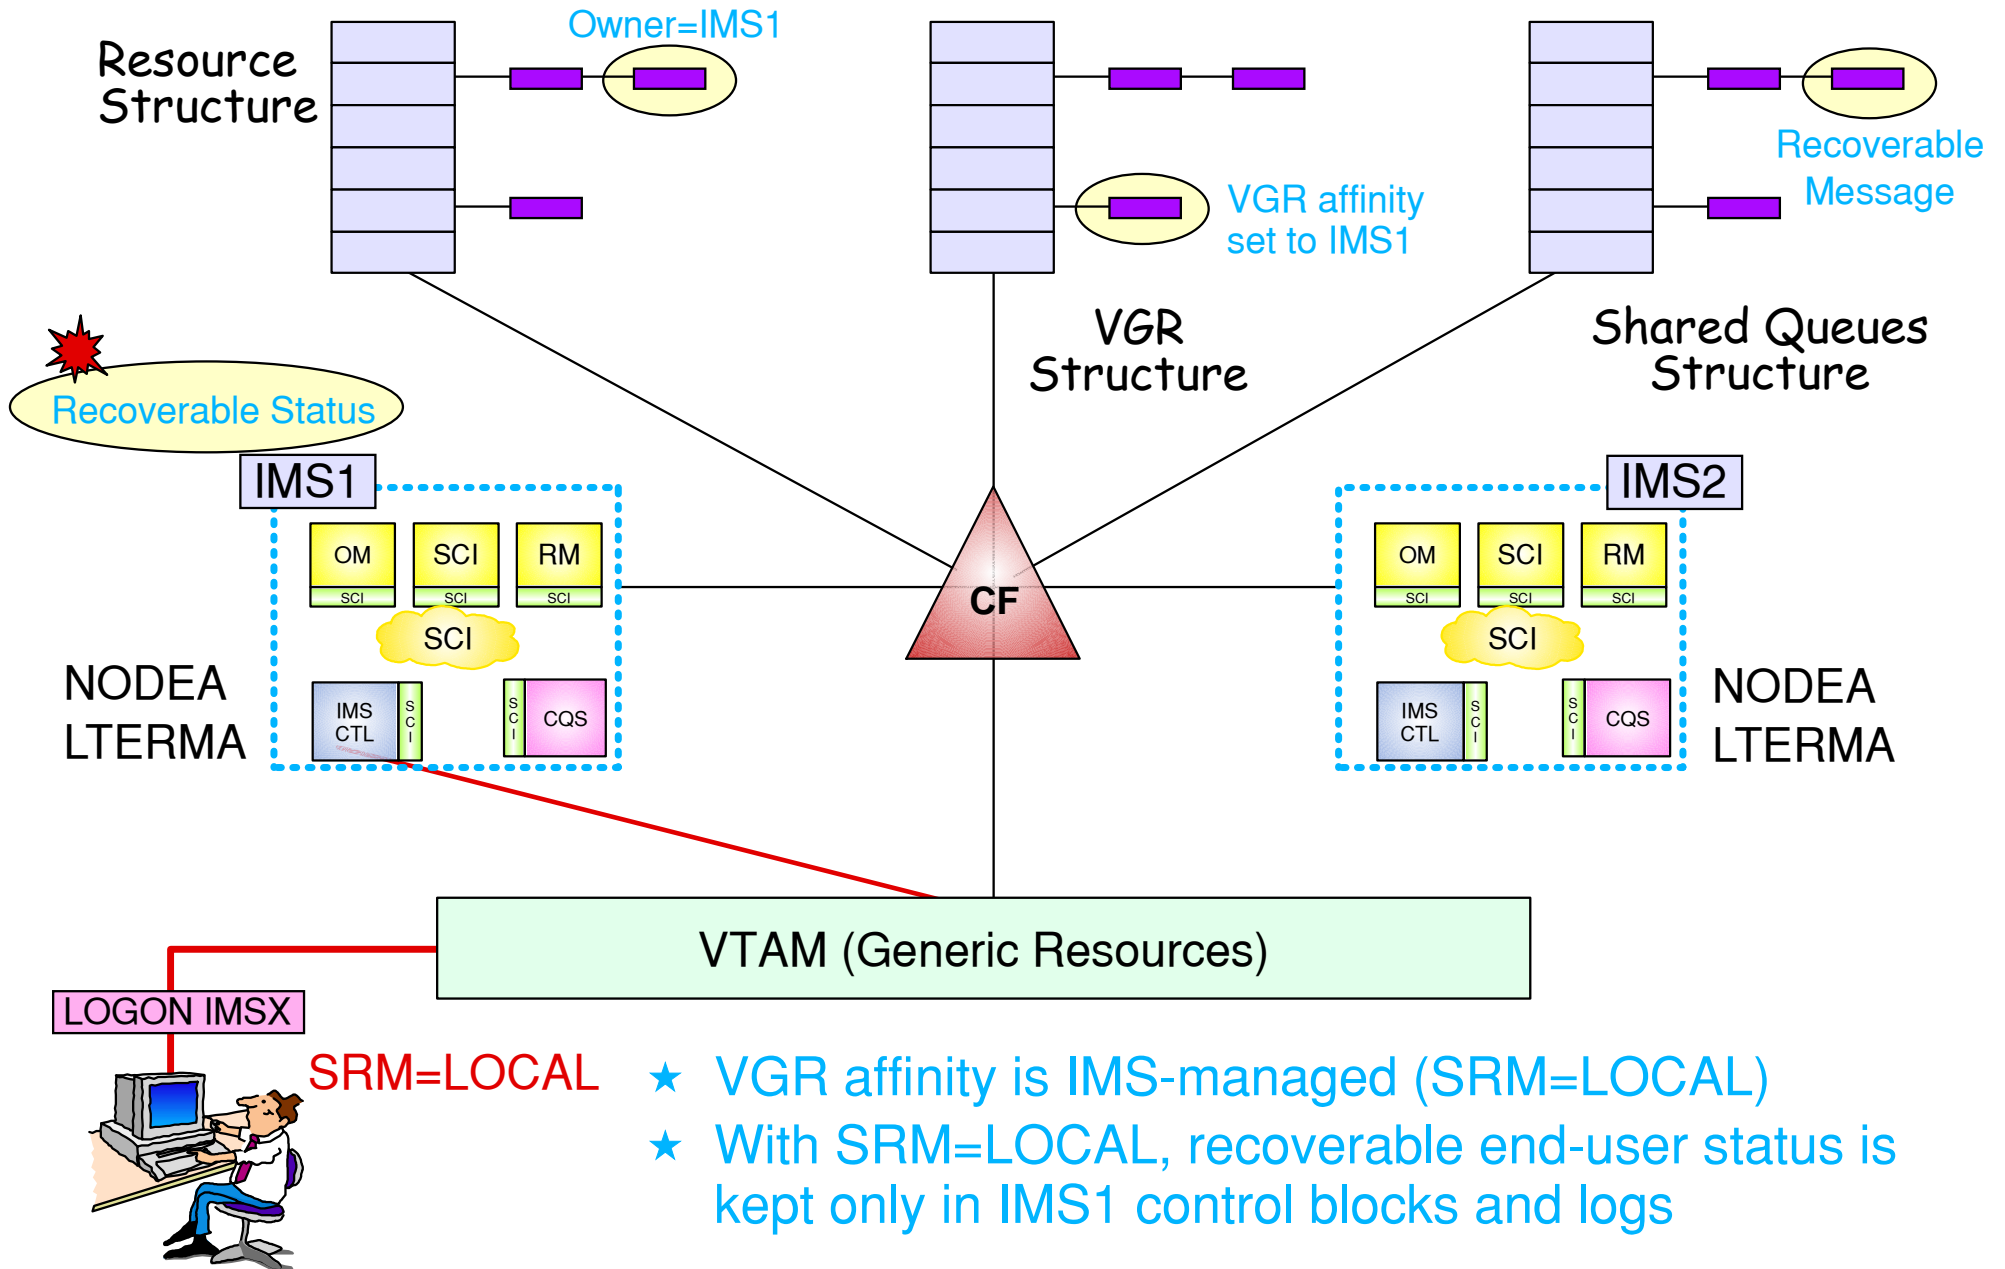 Owner=IMS1
Resource
Structure
VGR affinity
set to IMS1
Recoverable
Message
VGR
Structure
Shared Queues
Structure
Recoverable Status
IMS1
OM
SCI
RM
SCI
SCI
SCI
SCI
IMS
CTL
SCI
SCI
CQS
NODEA
LTERMA
CF
IMS2
OM
SCI
RM
SCI
SCI
SCI
SCI
IMS
CTL
SCI
SCI
CQS
NODEA
LTERMA
VTAM (Generic Resources)
LOGON IMSX
SRM=LOCAL
★ VGR affinity is IMS-managed (SRM=LOCAL)
★ With SRM=LOCAL, recoverable end-user status is
kept only in IMS1 control blocks and logs